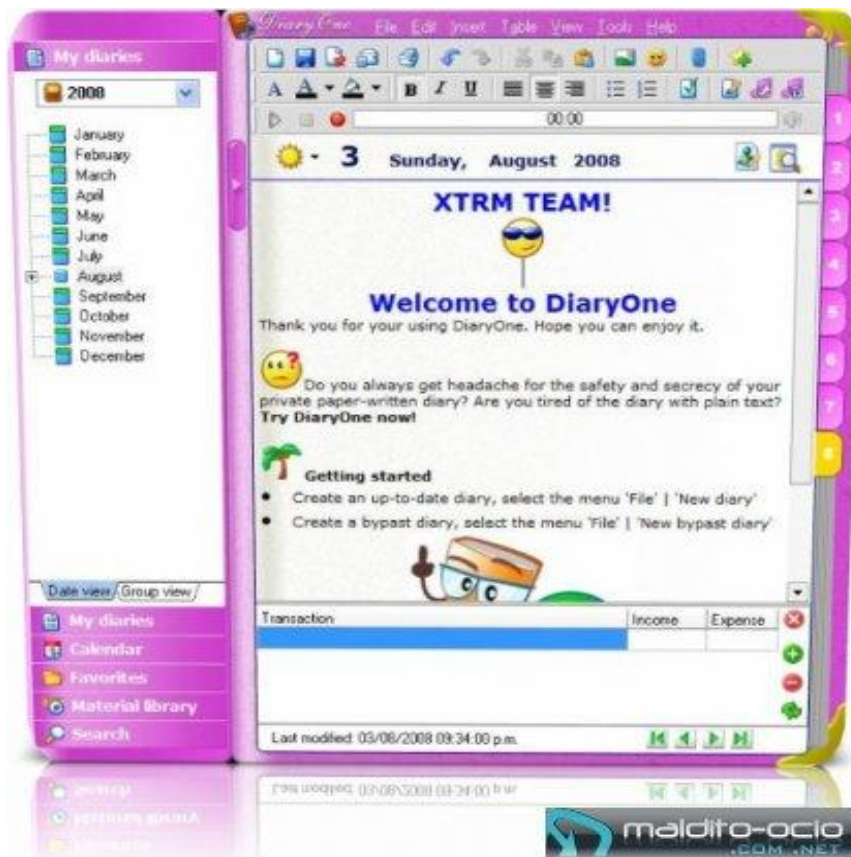 DiaryOne File Edit Insert Table View Tools Help
My diaries
2008
January
February
March
April
May
June
July
August
September
October
November
December
Date view Group view
My diaries
Calendar
Favorites
Material library
Search
A A B I U
00:00
3 Sunday, August 2008
XTRM TEAM!
Welcome to DiaryOne
Thank you for your using DiaryOne. Hope you can enjoy it.
Do you always get headache for the safety and secrecy of your
private paper-written diary? Are you tired of the diary with plain text?
Try DiaryOne now!
Getting started
• Create an up-to-date diary, select the menu 'File' | 'New diary'
• Create a bypast diary, select the menu 'File' | 'New bypast diary'
Transaction Income Expense
Last modified: 03/08/2008 09:34:00 p.m.
1
2
3
4
5
6
7
8
maldito-ocio
.COM .NET